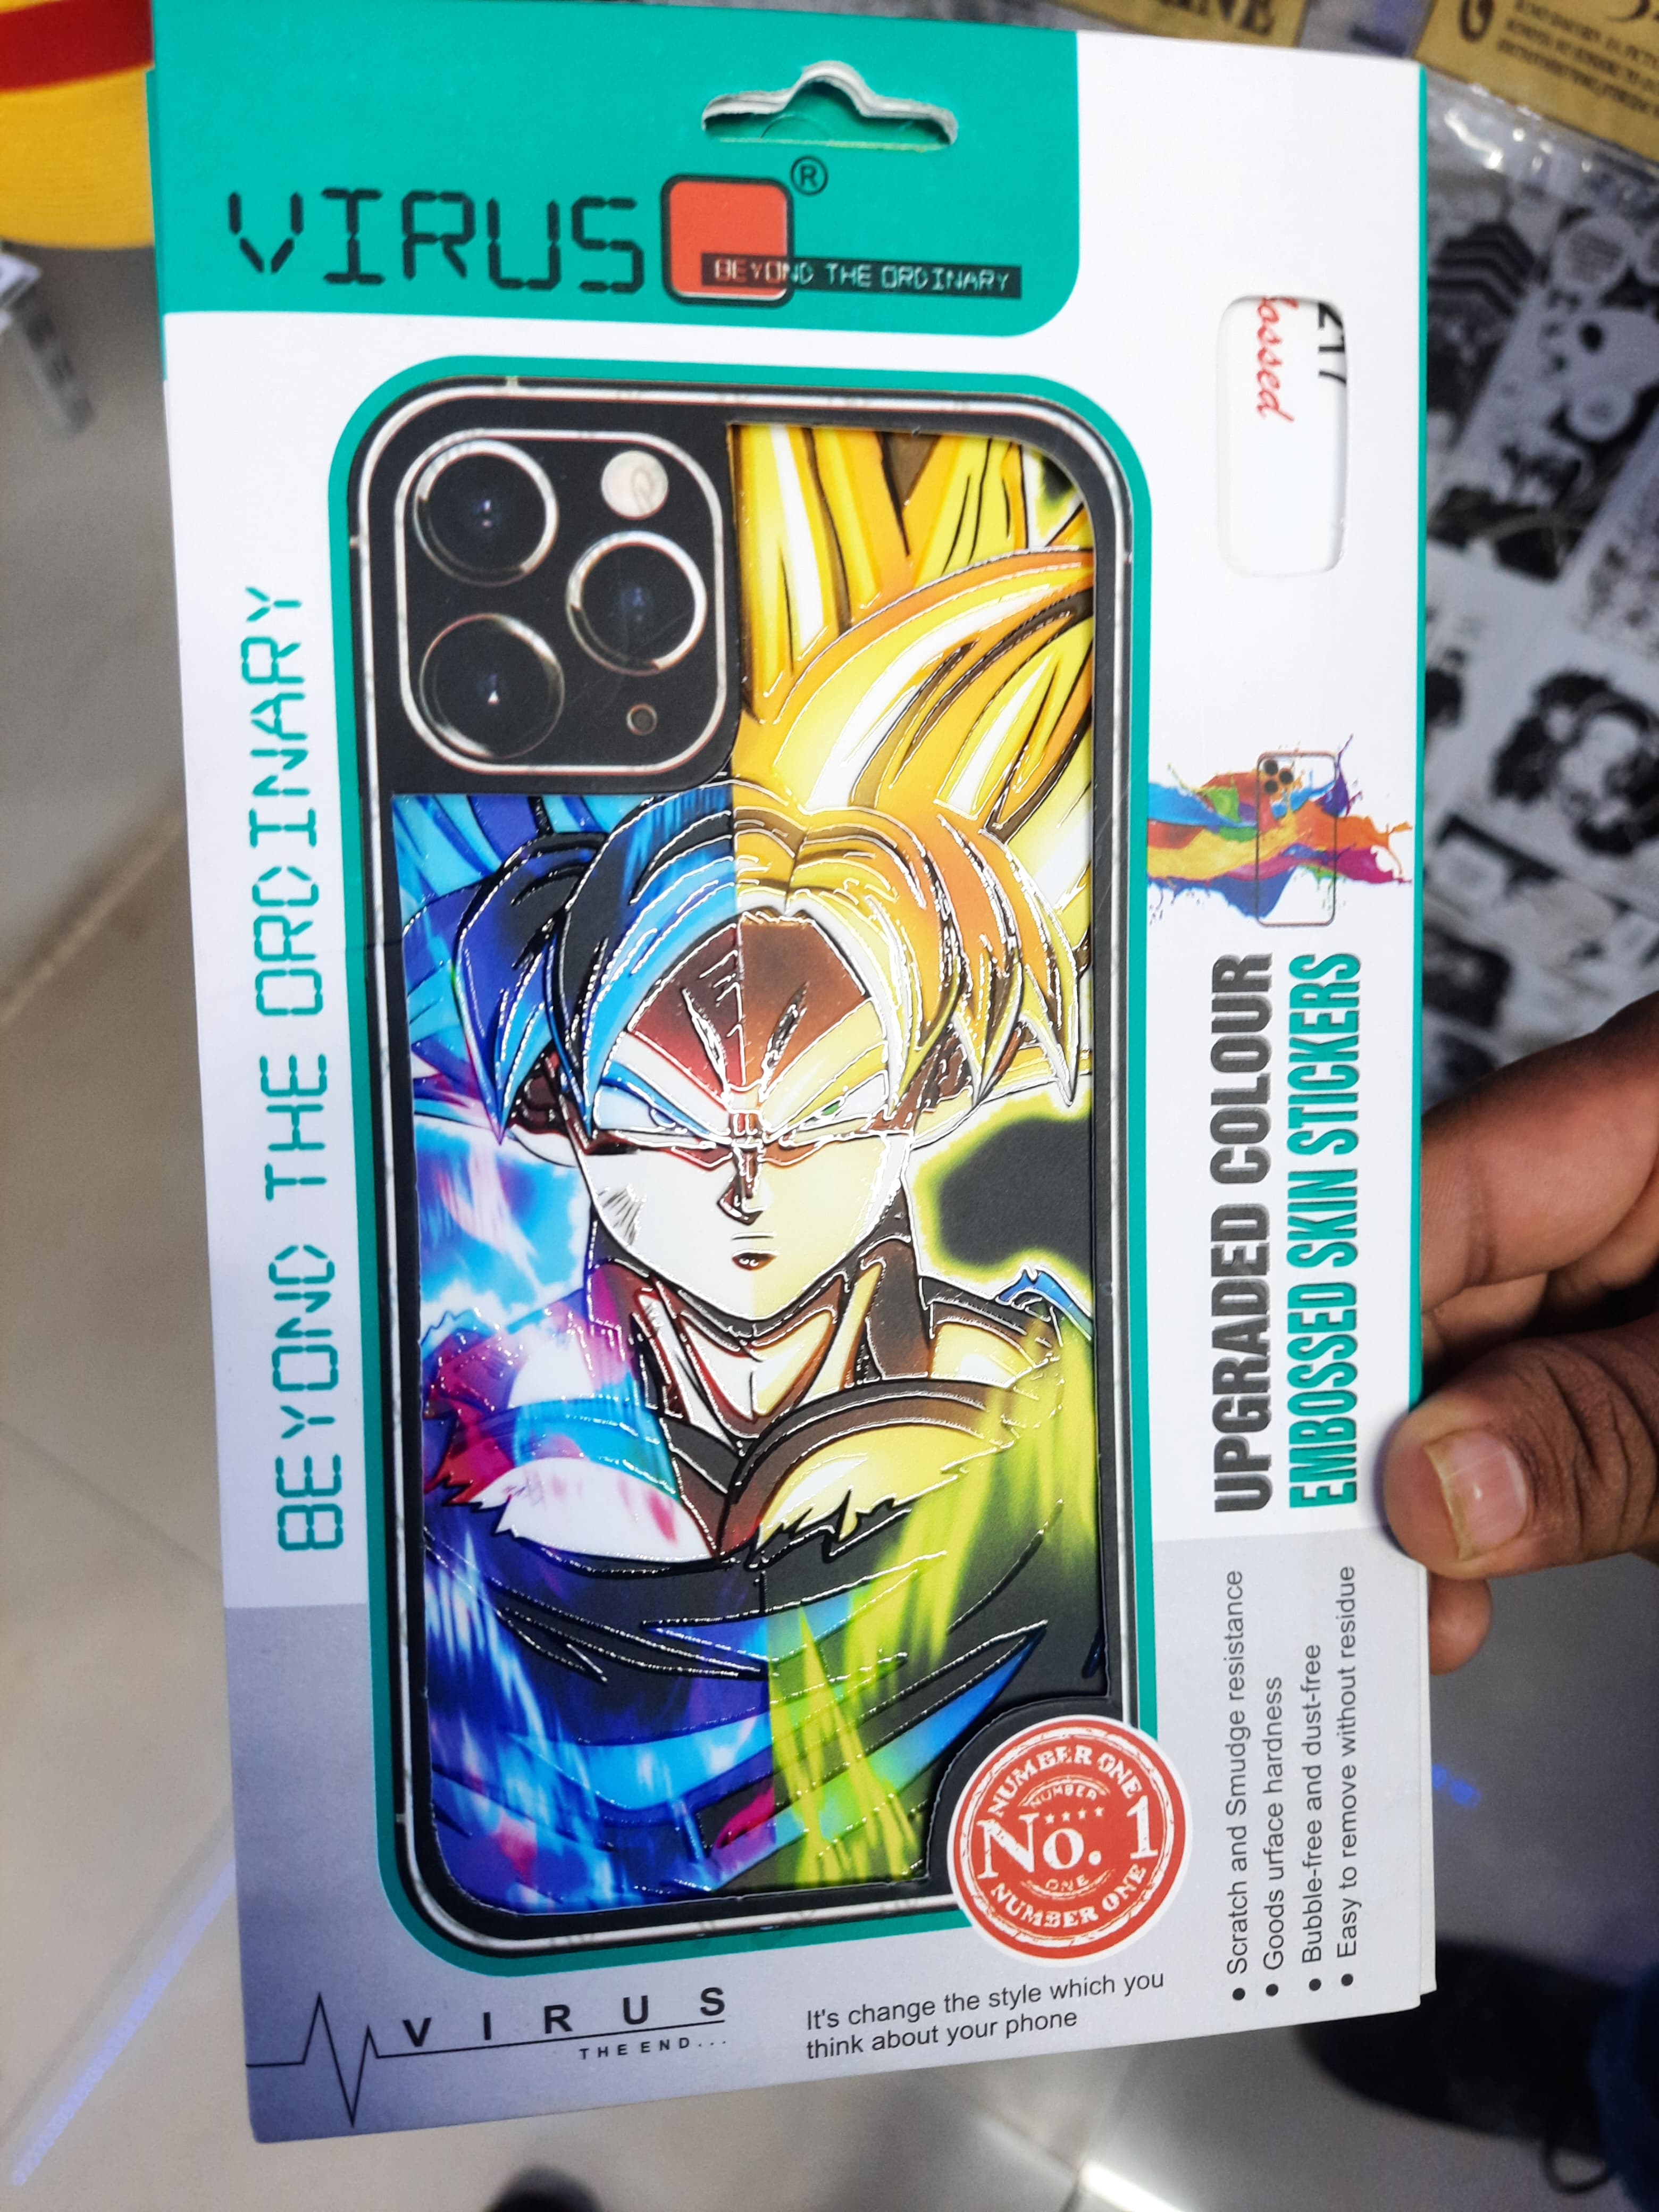 VIRUS ®
BEYOND THE ORDINARY
BEYOND THE ORDINARY
ossed
UPGRADED COLOUR
EMBOSSED SKIN STICKERS
• Scratch and Smudge resistance
• Goods urface hardness
• Bubble-free and dust-free
• Easy to remove without residue
NUMBER ONE
NUMBER
No. 1
ONE
NUMBER ONE
VIRUS
THE END...
It's change the style which you
think about your phone